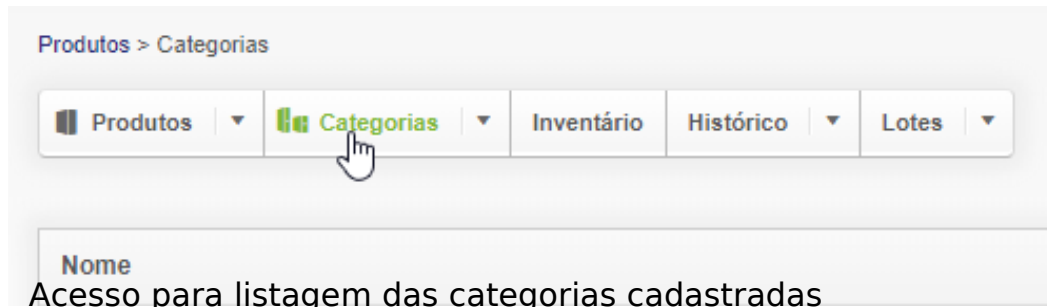 Produtos > Categorias
Produtos Categorias Inventário Histórico Lotes
Nome
Acesso para listagem das categorias cadastradas